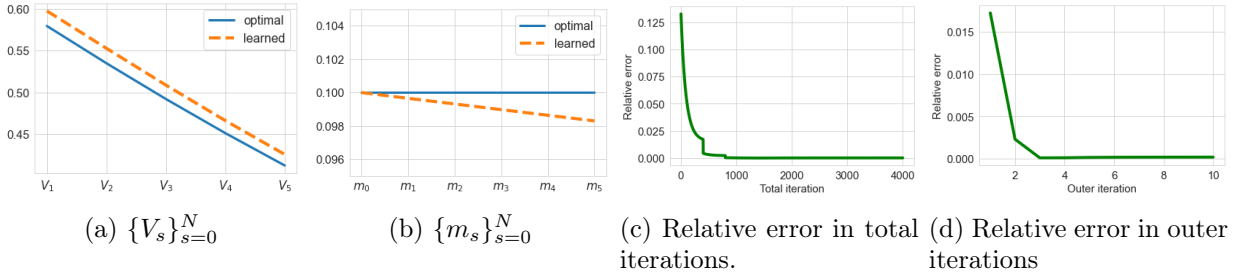 0.60
0.55
0.50
0.45
optimal
learned
V1
V2
V3
V4
V5
(a) {V_s}_{s=0}^N
0.104
0.102
0.100
0.098
0.096
optimal
learned
m0
m1
m2
m3
m4
m5
(b) {m_s}_{s=0}^N
Relative error
0.125
0.100
0.075
0.050
0.025
0.000
0
1000
2000
3000
4000
Total iteration
(c) Relative error in total
iterations.
Relative error
0.015
0.010
0.005
0.000
2
4
6
8
10
Outer iteration
(d) Relative error in outer
iterations